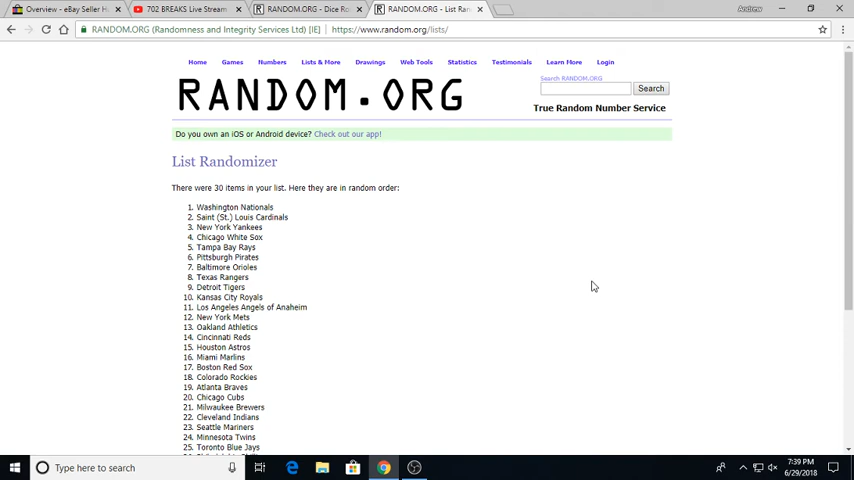 Overview - eBay Seller H
702 BREAKS Live Stream
RANDOM.ORG - Dice Ro
RANDOM.ORG - List Ran
Andrew
RANDOM.ORG (Randomness and Integrity Services Ltd) [IE] | https://www.random.org/lists/
Home Games Numbers Lists & More Drawings Web Tools Statistics Testimonials Learn More Login
RANDOM.ORG
Search RANDOM.ORG
Search
True Random Number Service
Do you own an iOS or Android device? Check out our app!
List Randomizer
There were 30 items in your list. Here they are in random order:
1. Washington Nationals
2. Saint (St.) Louis Cardinals
3. New York Yankees
4. Chicago White Sox
5. Tampa Bay Rays
6. Pittsburgh Pirates
7. Baltimore Orioles
8. Texas Rangers
9. Detroit Tigers
10. Kansas City Royals
11. Los Angeles Angels of Anaheim
12. New York Mets
13. Oakland Athletics
14. Cincinnati Reds
15. Houston Astros
16. Miami Marlins
17. Boston Red Sox
18. Colorado Rockies
19. Atlanta Braves
20. Chicago Cubs
21. Milwaukee Brewers
22. Cleveland Indians
23. Seattle Mariners
24. Minnesota Twins
25. Toronto Blue Jays
Type here to search
7:39 PM
6/29/2018